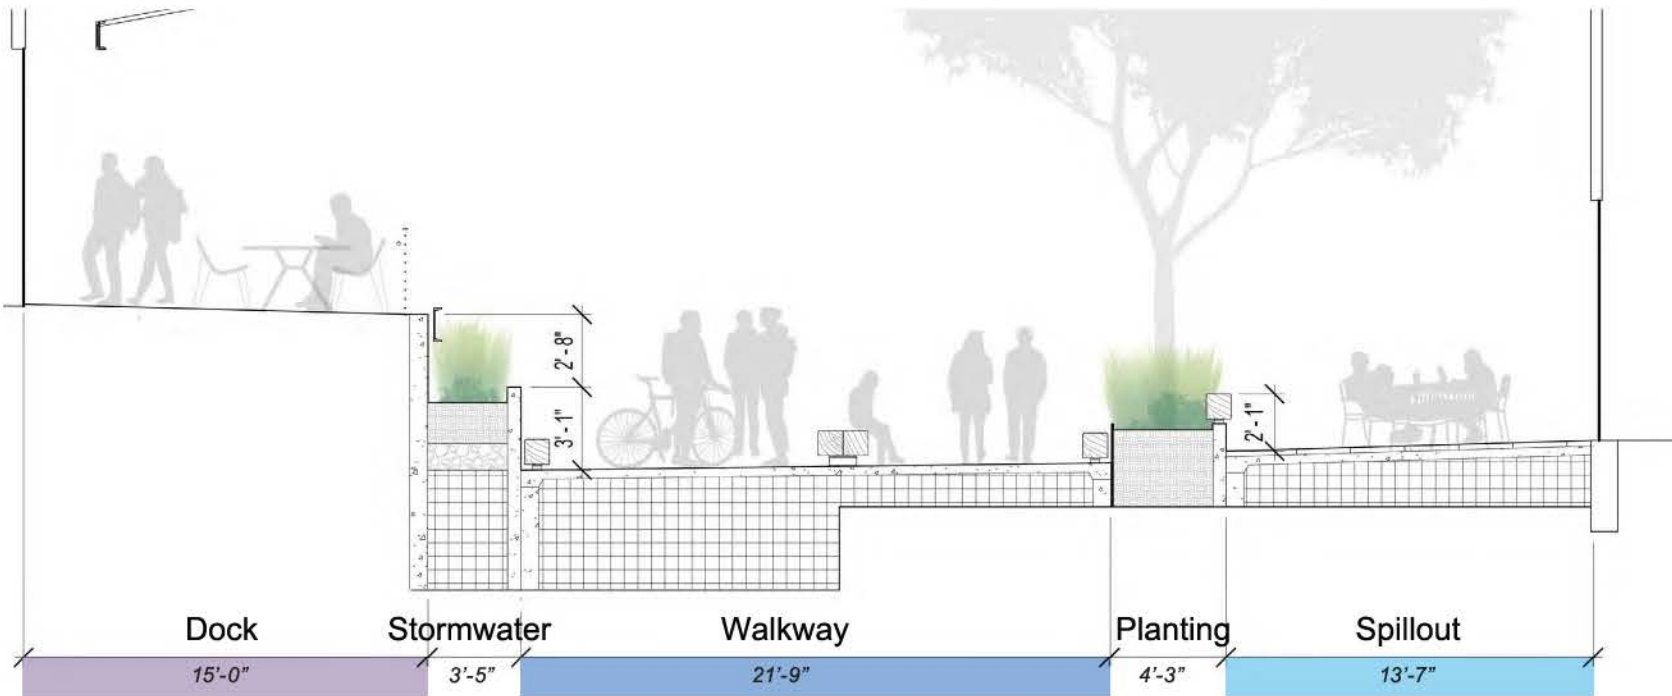 2'-8"
3'-1"
2'-1"
Dock Stormwater Walkway Planting Spillout
15'-0" 3'-5" 21'-9" 4'-3" 13'-7"